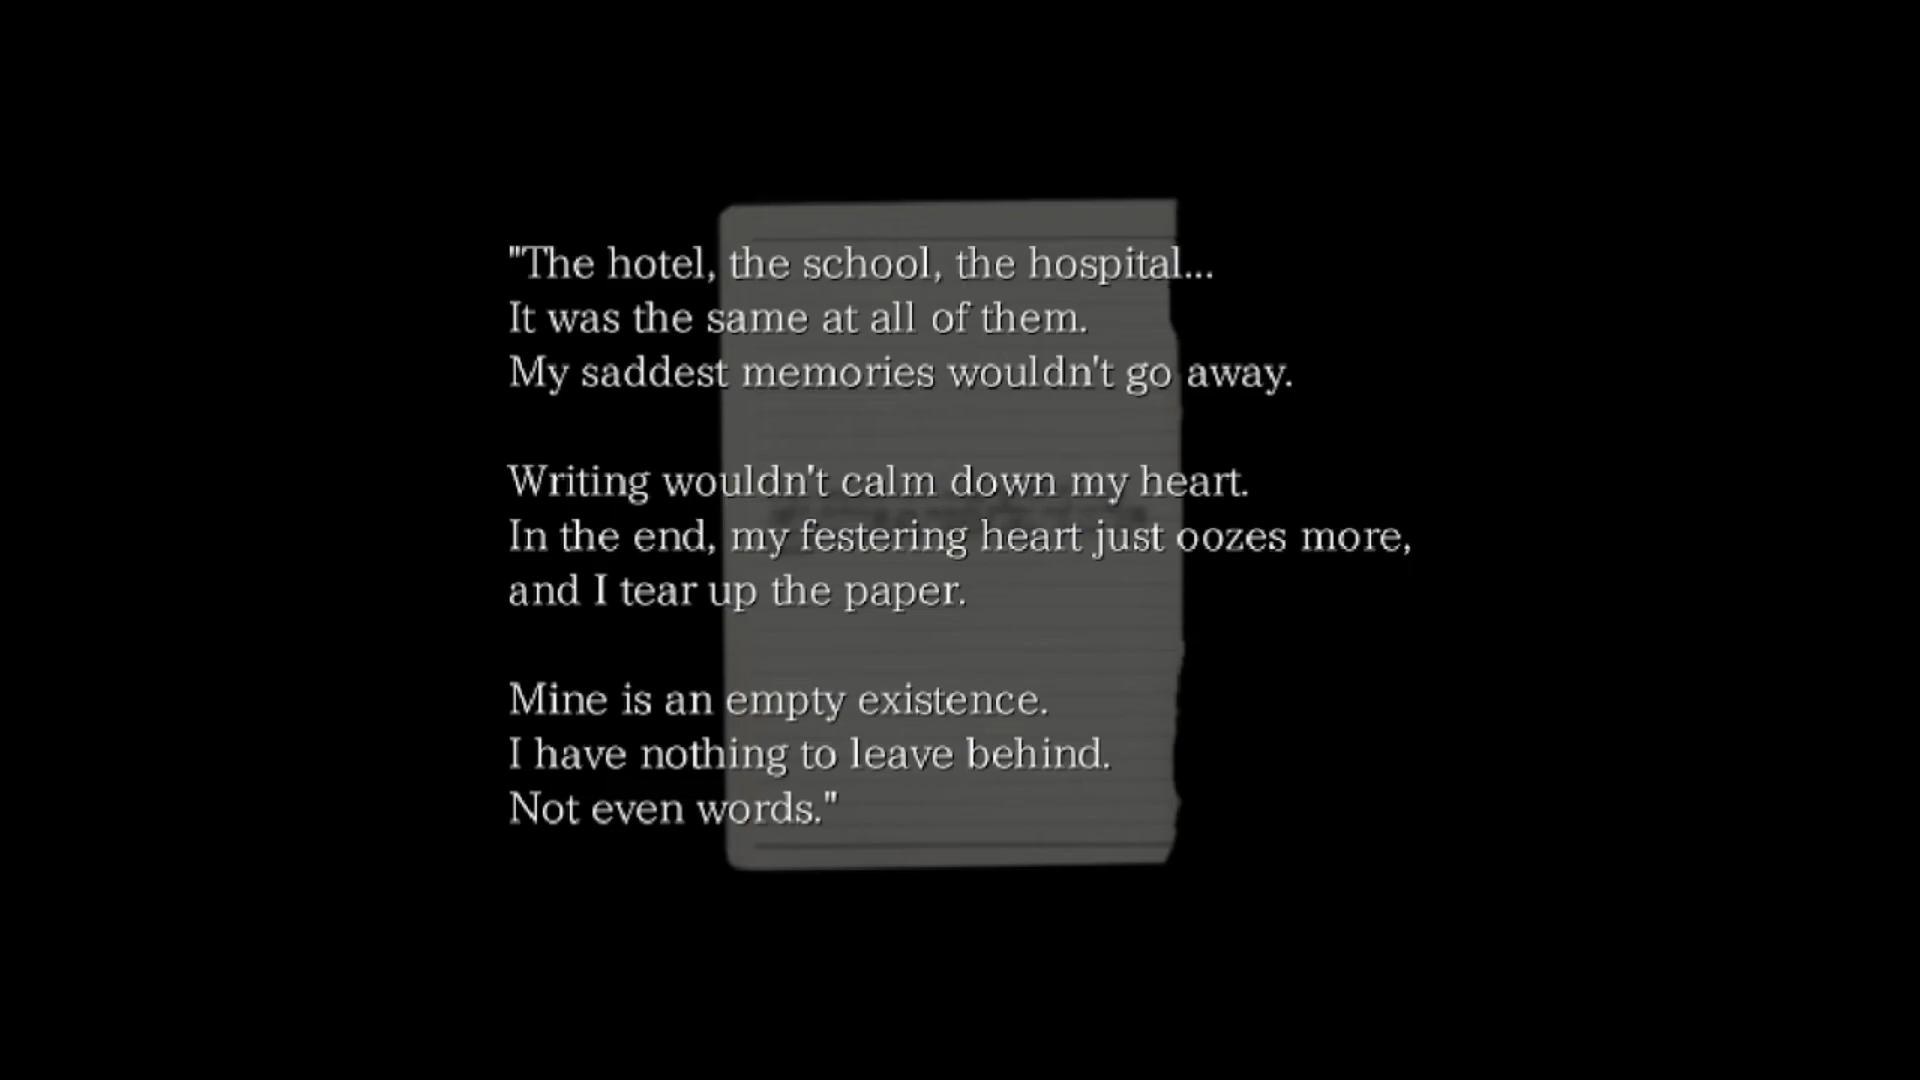 "The hotel, the school, the hospital...
It was the same at all of them.
My saddest memories wouldn't go away.
Writing wouldn't calm down my heart.
In the end, my festering heart just oozes more,
and I tear up the paper.
Mine is an empty existence.
I have nothing to leave behind.
Not even words."